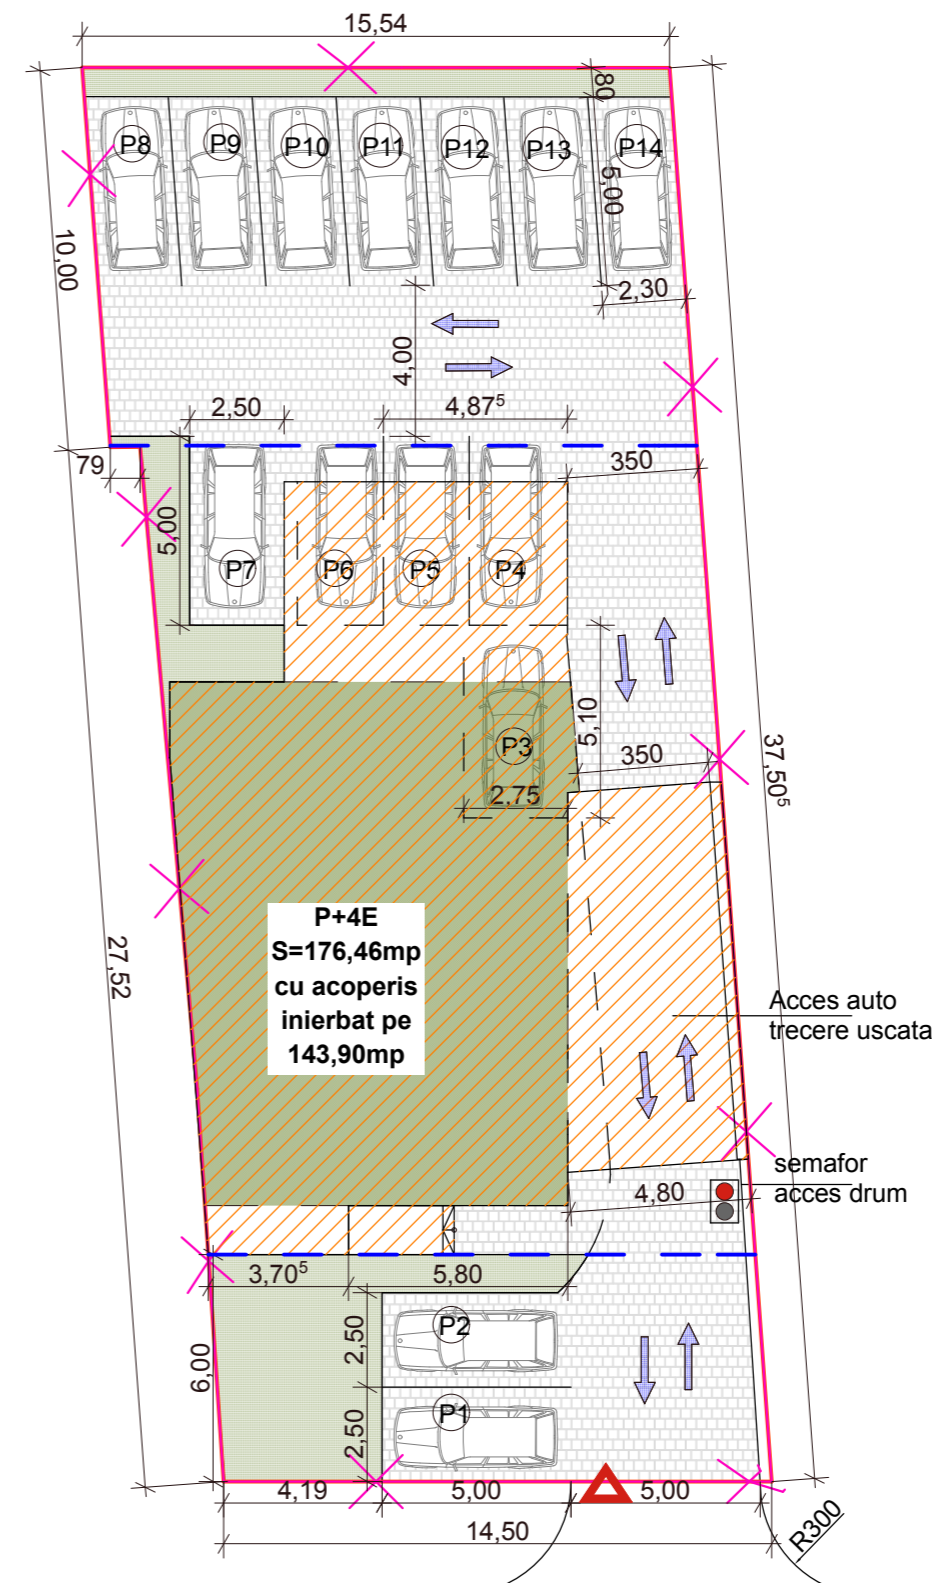 15,54
80
P8 P9 P10 P11 P12 P13 P14
5,00
10,00
2,30
4,00
2,50
4,87⁵
350
79
5,00
P7 P6 P5 P4
5,10
P3
350
2,75
37,50⁵
P+4E
S=176,46mp
cu acoperis
inierbat pe
143,90mp
27,52
Acces auto
trecere uscata
semafor
acces drum
4,80
3,70⁵
5,80
2,50
P2
6,00
2,50
P1
4,19
5,00
5,00
14,50
R300